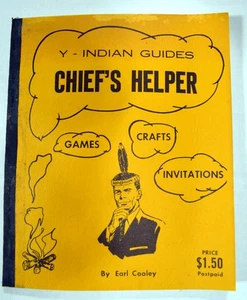 Y - INDIAN GUIDES
CHIEF'S HELPER
GAMES
CRAFTS
INVITATIONS
By Earl Cooley
PRICE
$1.50
Postpaid